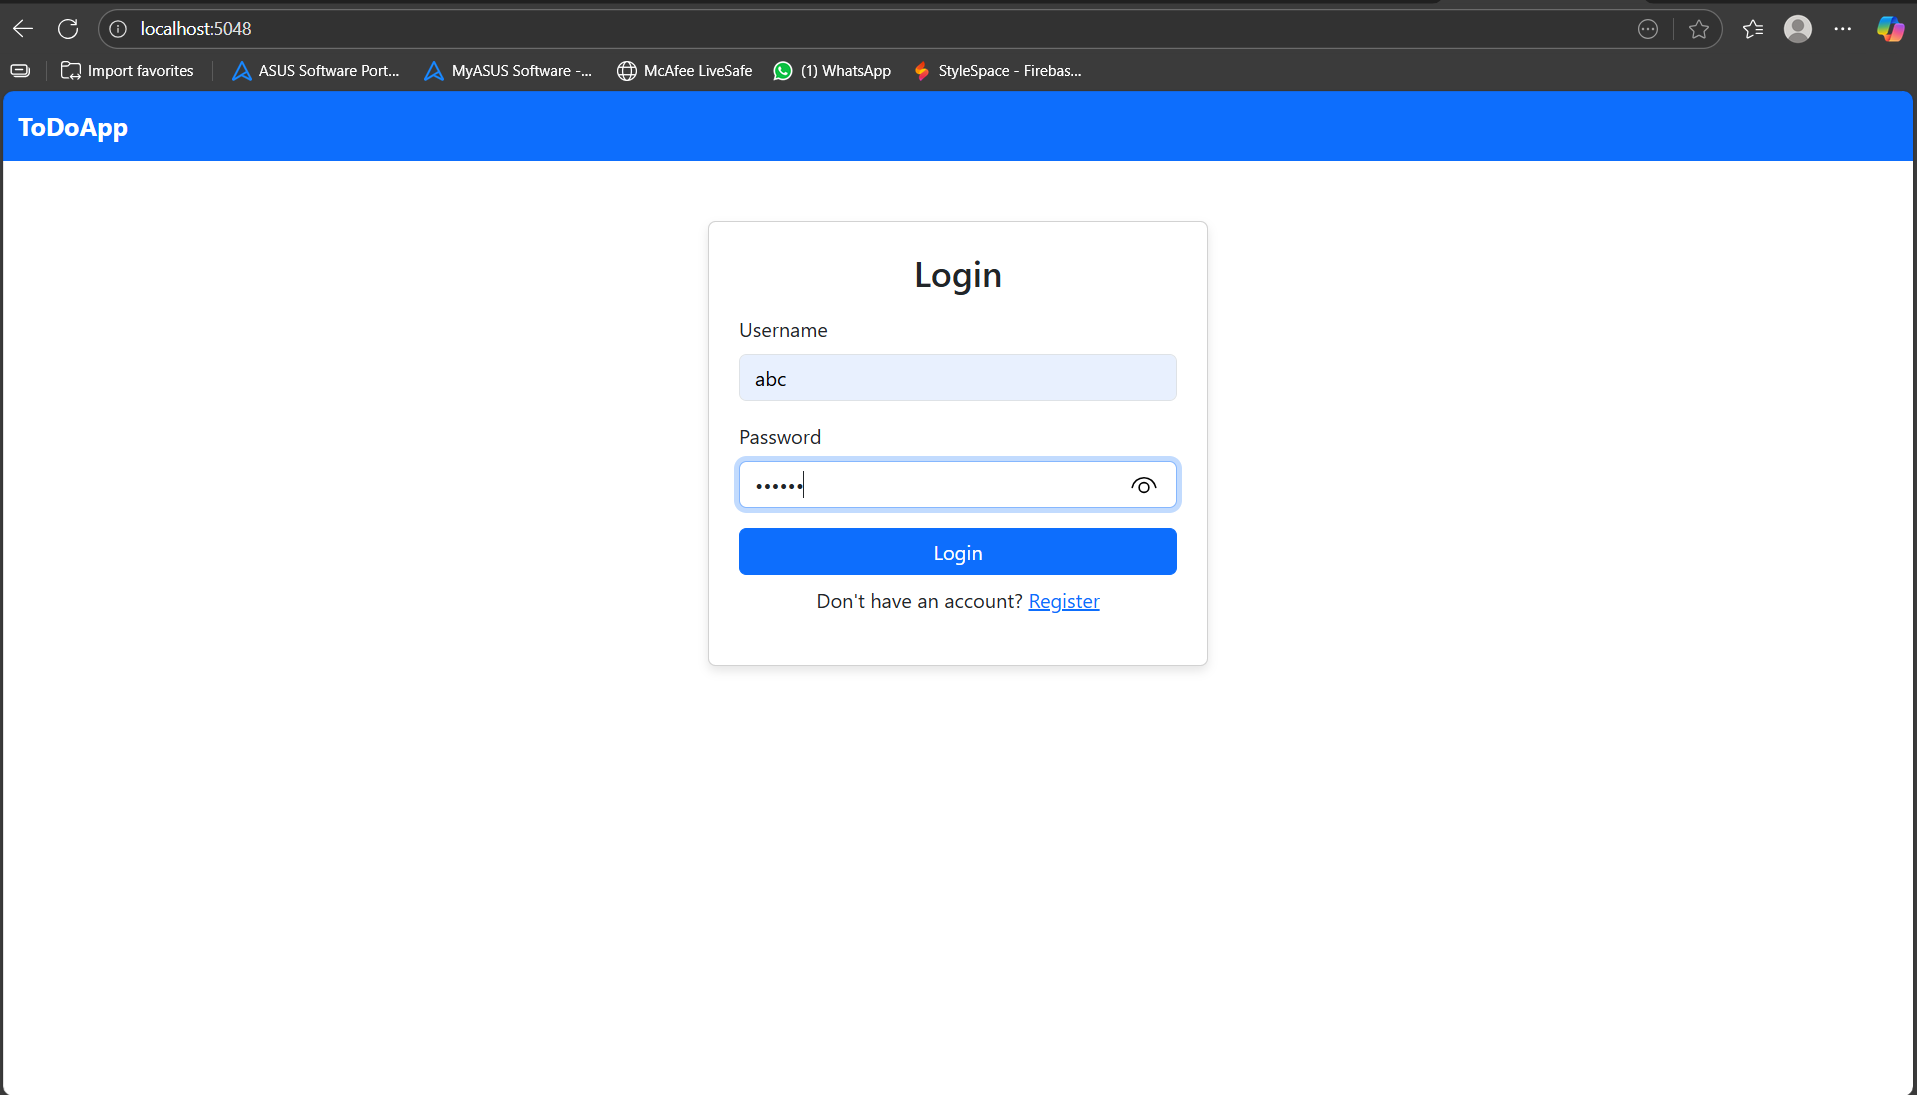 localhost:5048
Import favorites ASUS Software Port... MyASUS Software -... McAfee LiveSafe (1) WhatsApp StyleSpace - Firebas...
ToDoApp
Login
Username
abc
Password
••••••
Login
Don't have an account? Register